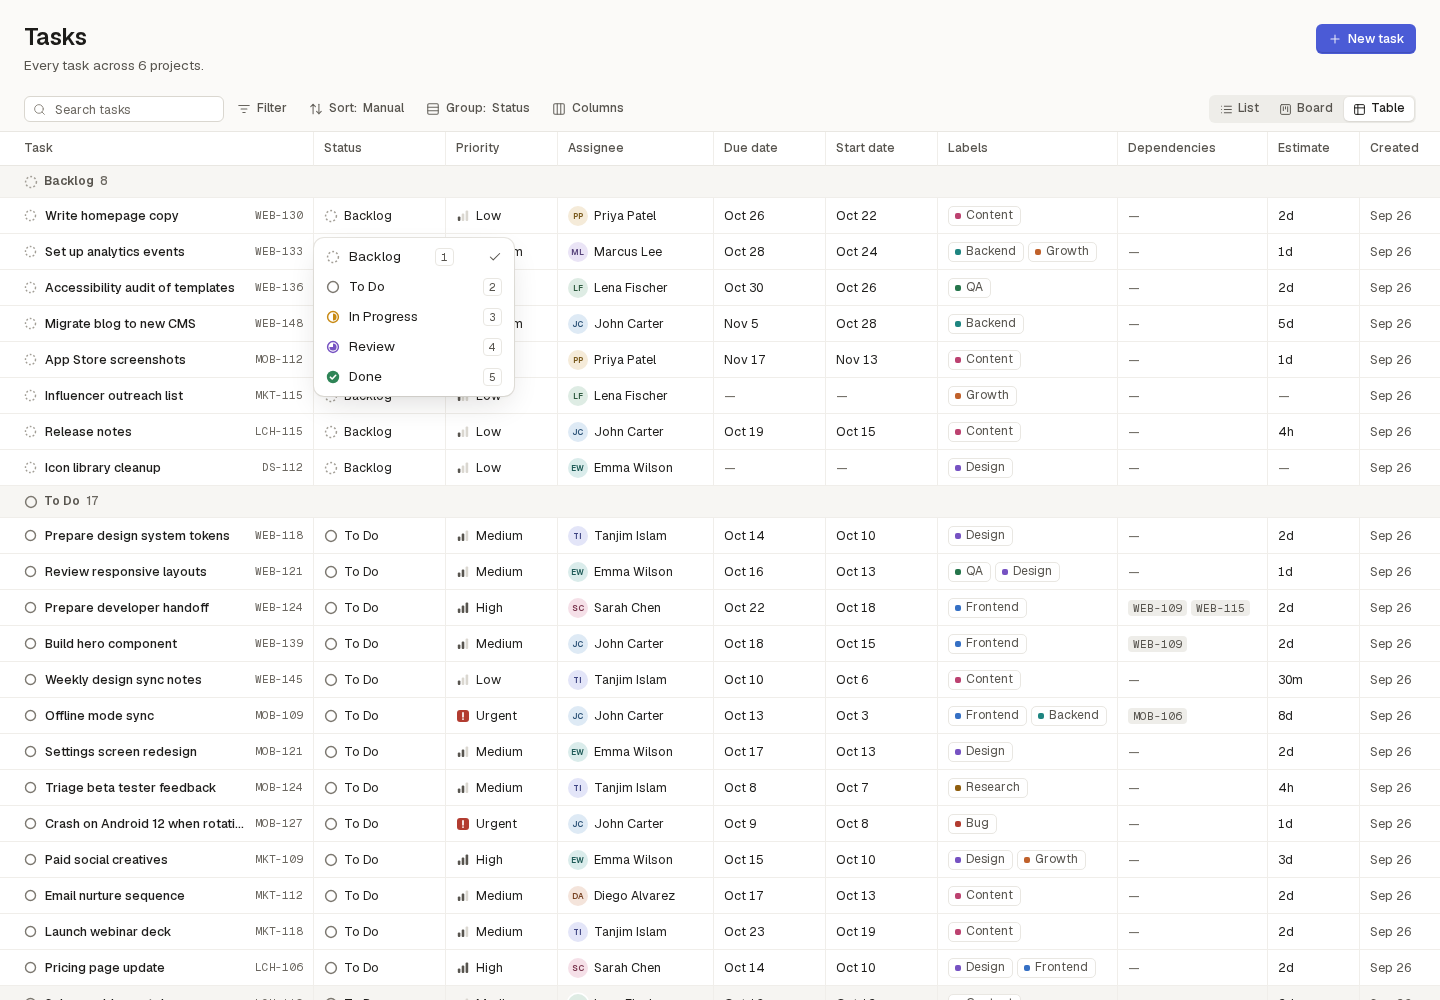 Tasks
Every task across 6 projects.
New task
Search tasks Filter Sort: Manual Group: Status Columns List Board Table
Task Status Priority Assignee Due date Start date Labels Dependencies Estimate Created
Backlog 8
Write homepage copy WEB-130 Backlog Low PP Priya Patel Oct 26 Oct 22 Content — 2d Sep 26
Set up analytics events WEB-133 ML Marcus Lee Oct 28 Oct 24 Backend Growth — 1d Sep 26
Accessibility audit of templates WEB-136 LF Lena Fischer Oct 30 Oct 26 QA — 2d Sep 26
Migrate blog to new CMS WEB-148 JC John Carter Nov 5 Oct 28 Backend — 5d Sep 26
App Store screenshots MOB-112 PP Priya Patel Nov 17 Nov 13 Content — 1d Sep 26
Influencer outreach list MKT-115 Backlog Low LF Lena Fischer — — Growth — — Sep 26
Backlog 1
To Do 2
In Progress 3
Review 4
Done 5
Release notes LCH-115 Backlog Low JC John Carter Oct 19 Oct 15 Content — 4h Sep 26
Icon library cleanup DS-112 Backlog Low EW Emma Wilson — — Design — — Sep 26
To Do 17
Prepare design system tokens WEB-118 To Do Medium TI Tanjim Islam Oct 14 Oct 10 Design — 2d Sep 26
Review responsive layouts WEB-121 To Do Medium EW Emma Wilson Oct 16 Oct 13 QA Design — 1d Sep 26
Prepare developer handoff WEB-124 To Do High SC Sarah Chen Oct 22 Oct 18 Frontend WEB-109 WEB-115 2d Sep 26
Build hero component WEB-139 To Do Medium JC John Carter Oct 18 Oct 15 Frontend WEB-109 2d Sep 26
Weekly design sync notes WEB-145 To Do Low TI Tanjim Islam Oct 10 Oct 6 Content — 30m Sep 26
Offline mode sync MOB-109 To Do Urgent JC John Carter Oct 13 Oct 3 Frontend Backend MOB-106 8d Sep 26
Settings screen redesign MOB-121 To Do Medium EW Emma Wilson Oct 17 Oct 13 Design — 2d Sep 26
Triage beta tester feedback MOB-124 To Do Medium TI Tanjim Islam Oct 8 Oct 7 Research — 4h Sep 26
Crash on Android 12 when rotati... MOB-127 To Do Urgent JC John Carter Oct 9 Oct 8 Bug — 1d Sep 26
Paid social creatives MKT-109 To Do High EW Emma Wilson Oct 15 Oct 10 Design Growth — 3d Sep 26
Email nurture sequence MKT-112 To Do Medium DA Diego Alvarez Oct 17 Oct 13 Content — 2d Sep 26
Launch webinar deck MKT-118 To Do Medium TI Tanjim Islam Oct 23 Oct 19 Content — 2d Sep 26
Pricing page update LCH-106 To Do High SC Sarah Chen Oct 14 Oct 10 Design Frontend — 2d Sep 26